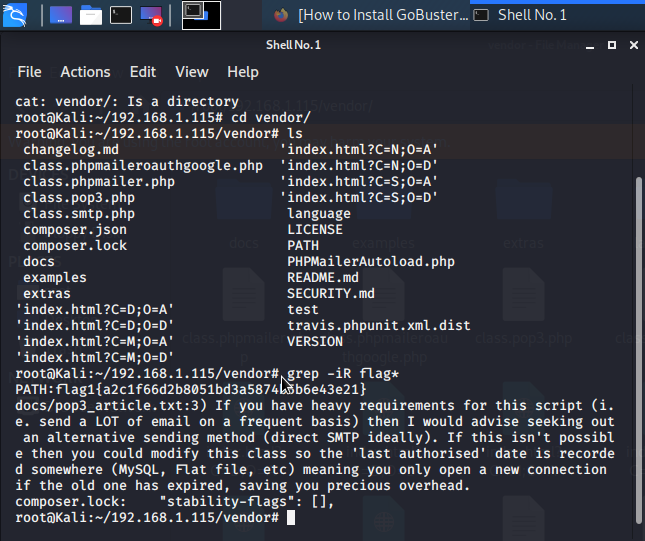 [How to Install GoBuster...
Shell No. 1
Shell No. 1
File Actions Edit View Help
cat: vendor/: Is a directory
root@Kali:~/192.168.1.115# cd vendor/
root@Kali:~/192.168.1.115/vendor# ls
changelog.md 'index.html?C=N;O=A'
class.phpmaileroauthgoogle.php 'index.html?C=N;O=D'
class.phpmailer.php 'index.html?C=S;O=A'
class.pop3.php 'index.html?C=S;O=D'
class.smtp.php language
composer.json LICENSE
composer.lock PATH
docs PHPMailerAutoload.php
examples README.md
extras SECURITY.md
'index.html?C=D;O=A' test
'index.html?C=D;O=D' travis.phpunit.xml.dist
'index.html?C=M;O=A' VERSION
'index.html?C=M;O=D'
root@Kali:~/192.168.1.115/vendor# grep -iR flag*
docs/pop3_article.txt:3) If you have heavy requirements for this script (i.
e. send a LOT of email on a frequent basis) then I would advise seeking out
an alternative sending method (direct SMTP ideally). If this isn't possibl
e then you could modify this class so the 'last authorised' date is recorde
d somewhere (MySQL, Flat file, etc) meaning you only open a new connection
if the old one has expired, saving you precious overhead.
composer.lock: "stability-flags": [],
root@Kali:~/192.168.1.115/vendor#